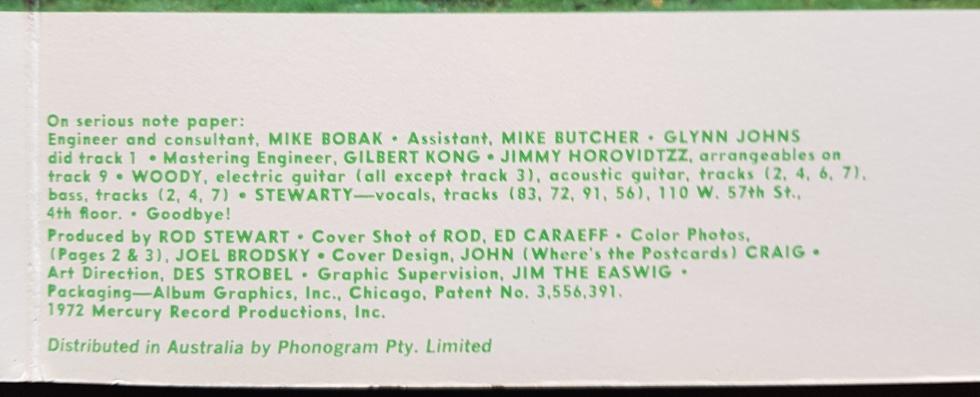 On serious note paper:
Engineer and consultant, MIKE BOBAK • Assistant, MIKE BUTCHER • GLYNN JOHNS
did track 1 • Mastering Engineer, GILBERT KONG • JIMMY HOROVIDTZZ, arrangeables on
track 9 • WOODY, electric guitar (all except track 3), acoustic guitar, tracks (2, 4, 6, 7),
bass, tracks (2, 4, 7) • STEWARTY—vocals, tracks (83, 72, 91, 56), 110 W. 57th St.,
4th floor. • Goodbye!
Produced by ROD STEWART • Cover Shot of ROD, ED CARAEFF • Color Photos,
(Pages 2 & 3), JOEL BRODSKY • Cover Design, JOHN (Where's the Postcards) CRAIG •
Art Direction, DES STROBEL • Graphic Supervision, JIM THE EASWIG •
Packaging—Album Graphics, Inc., Chicago, Patent No. 3,556,391.
1972 Mercury Record Productions, Inc.
Distributed in Australia by Phonogram Pty. Limited